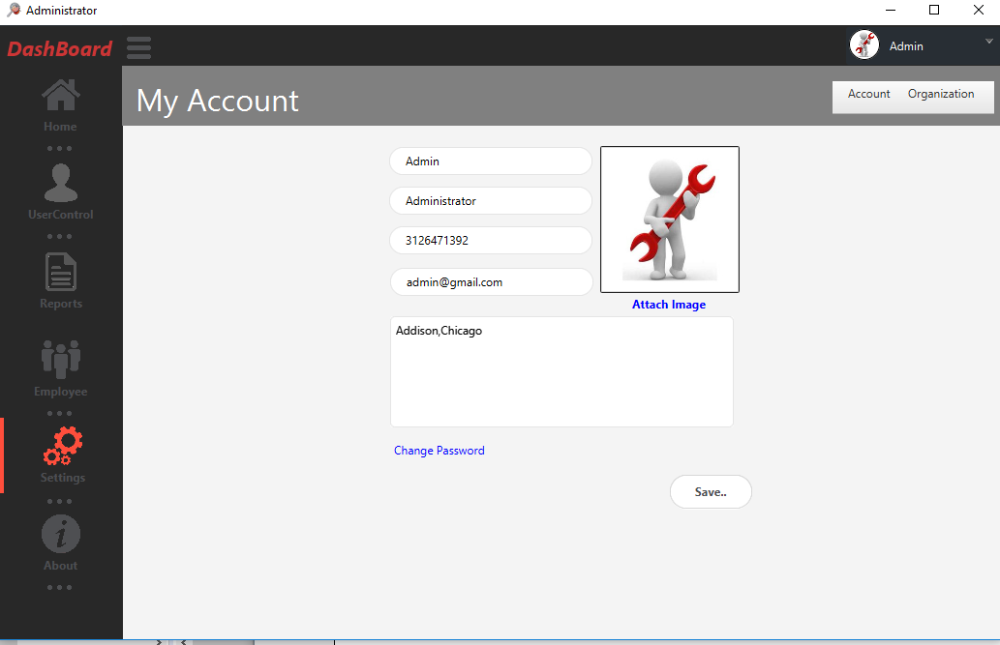 Administrator
DashBoard
Admin
My Account
Account Organization
Home
UserControl
Reports
Employee
Settings
About
Admin
Administrator
3126471392
admin@gmail.com
Attach Image
Addison,Chicago
Change Password
Save..